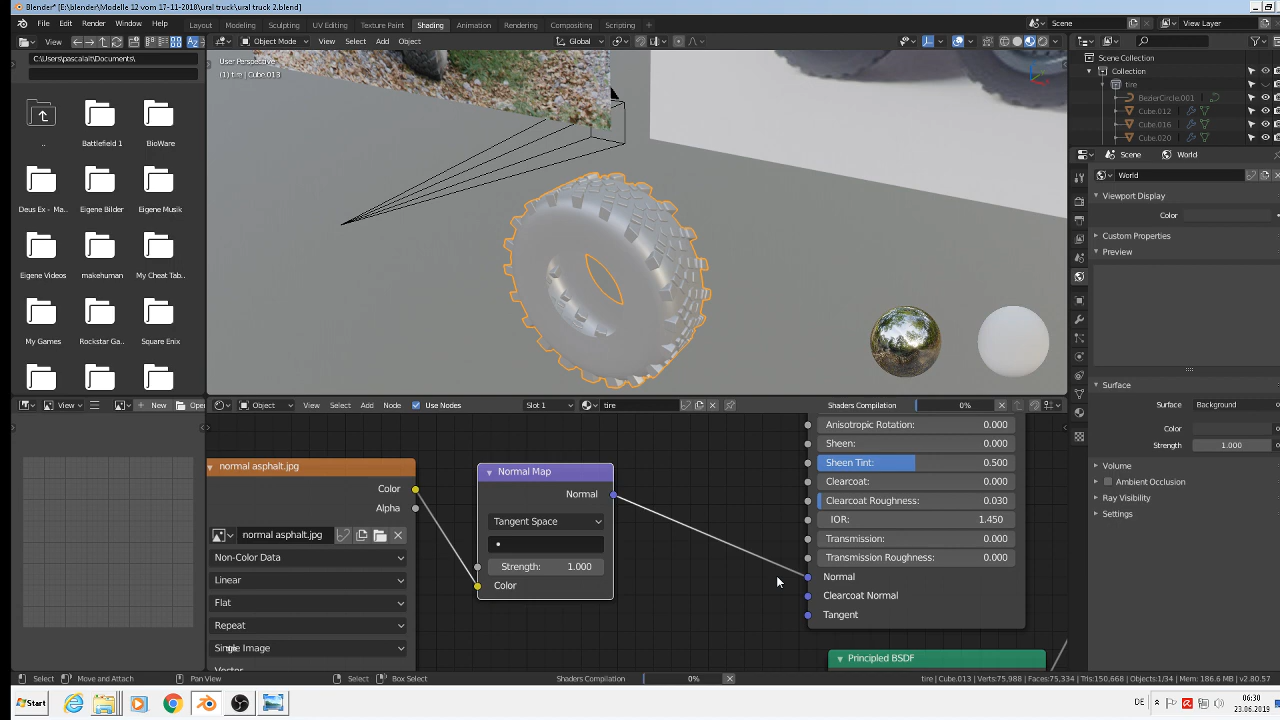 Blender* [E:\blender\Modelle 12 vom 17-11-2018\ural truck\ural truck 2.blend]
File Edit Render Window Help Layout Modeling Sculpting UV Editing Texture Paint Shading Animation Rendering Compositing Scripting Scene View Layer
View Object Mode View Select Add Object Global
C:\Users\pascalalt\Documents\
..
Battlefield 1
BioWare
Deus Ex - Ma...
Eigene Bilder
Eigene Musik
Eigene Videos
makehuman
My Cheat Tab...
My Games
Rockstar Ga...
Square Enix
User Perspective
(1) tire | Cube.013
Scene Collection
Collection
tire
BezierCircle.001
Cube.012
Cube.016
Cube.020
Scene World
World
Viewport Display
Color
Custom Properties
Preview
Surface
Surface Background
Color
Strength 1.000
Volume
Ambient Occlusion
Ray Visibility
Settings
View New Open
Object View Select Add Node Use Nodes Slot 1 tire Shaders Compilation 0%
normal asphalt.jpg
Color
Alpha
normal asphalt.jpg
Non-Color Data
Linear
Flat
Repeat
Single Image
Vector
Normal Map
Normal
Tangent Space
Strength: 1.000
Color
Anisotropic Rotation: 0.000
Sheen: 0.000
Sheen Tint: 0.500
Clearcoat: 0.000
Clearcoat Roughness: 0.030
IOR: 1.450
Transmission: 0.000
Transmission Roughness: 0.000
Normal
Clearcoat Normal
Tangent
Principled BSDF
Select Move and Attach Pan View Select Box Select Shaders Compilation 0% tire | Cube.013 | Verts:75,988 | Faces:75,334 | Tris:150,668 | Objects:1/34 | Mem: 186.6 MB | v2.80.57
Start DE 06:30
23.06.2019